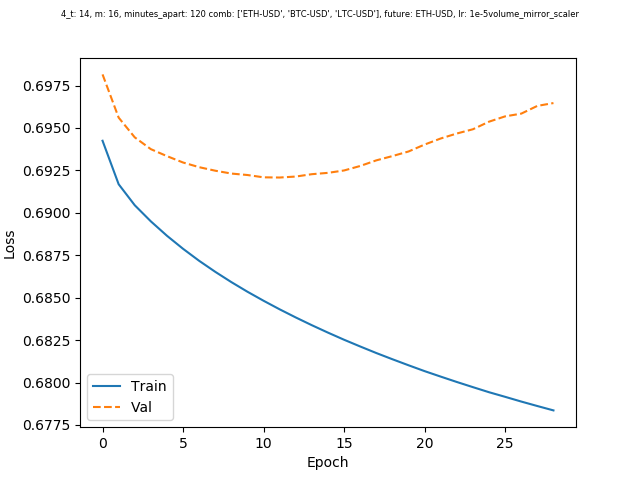 4_t: 14, m: 16, minutes_apart: 120 comb: ['ETH-USD', 'BTC-USD', 'LTC-USD'], future: ETH-USD, lr: 1e-5volume_mirror_scaler
0.6975
0.6950
0.6925
0.6900
0.6875
0.6850
0.6825
0.6800
0.6775
Loss
Train
Val
0 5 10 15 20 25
Epoch